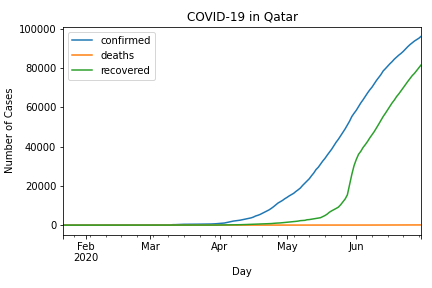 COVID-19 in Qatar
100000
80000
60000
40000
20000
0
Number of Cases
confirmed
deaths
recovered
Feb
2020
Mar
Apr
May
Jun
Day